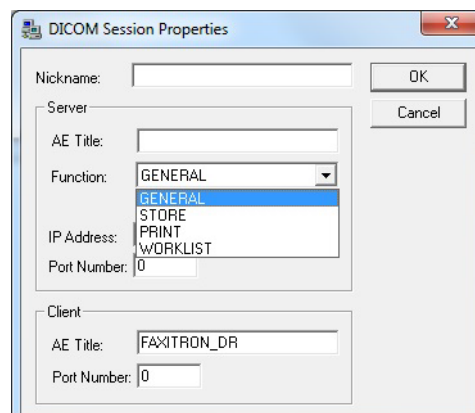 DICOM Session Properties
Nickname:
OK
Server
Cancel
AE Title:
Function: GENERAL
GENERAL
STORE
PRINT
IP Address:
WORKLIST
Port Number: 0
Client
AE Title: FAXITRON_DR
Port Number: 0